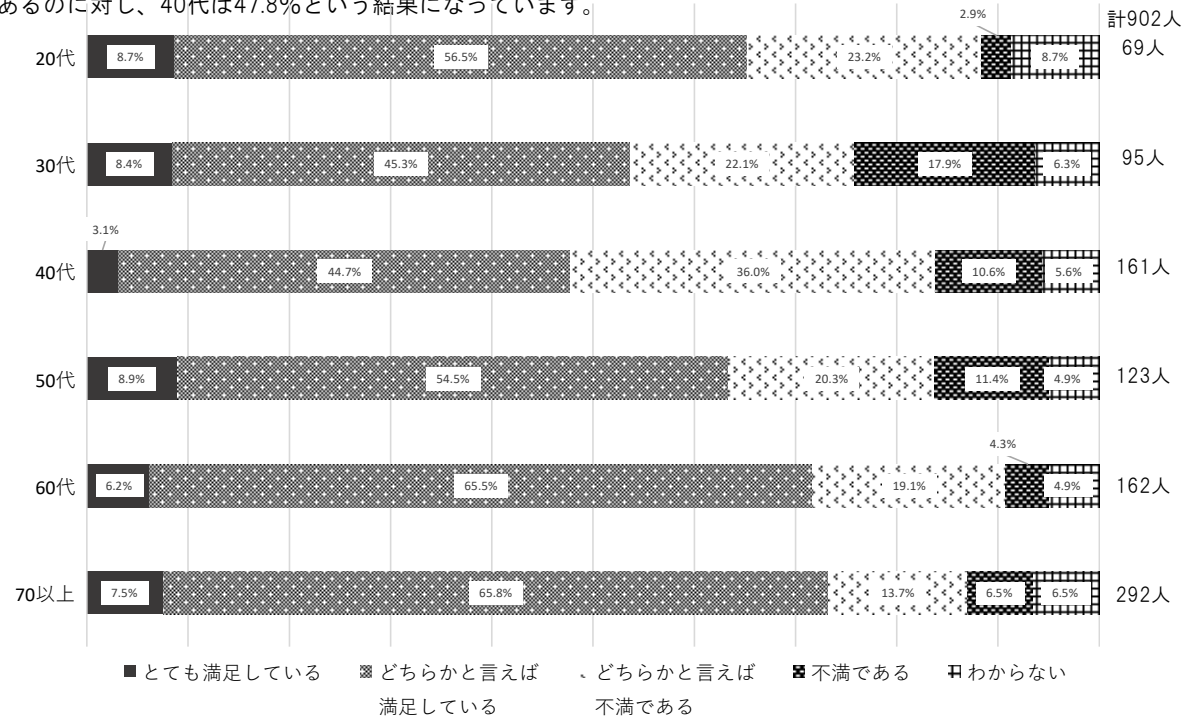 あるのに対し、40代は47.8%という結果になっています。
2.9%
計902人
20代 8.7% 56.5% 23.2% 8.7% 69人
30代 8.4% 45.3% 22.1% 17.9% 6.3% 95人
3.1%
40代 44.7% 36.0% 10.6% 5.6% 161人
50代 8.9% 54.5% 20.3% 11.4% 4.9% 123人
4.3%
60代 6.2% 65.5% 19.1% 4.9% 162人
70以上 7.5% 65.8% 13.7% 6.5% 6.5% 292人
とても満足している どちらかと言えば どちらかと言えば 不満である わからない
満足している 不満である